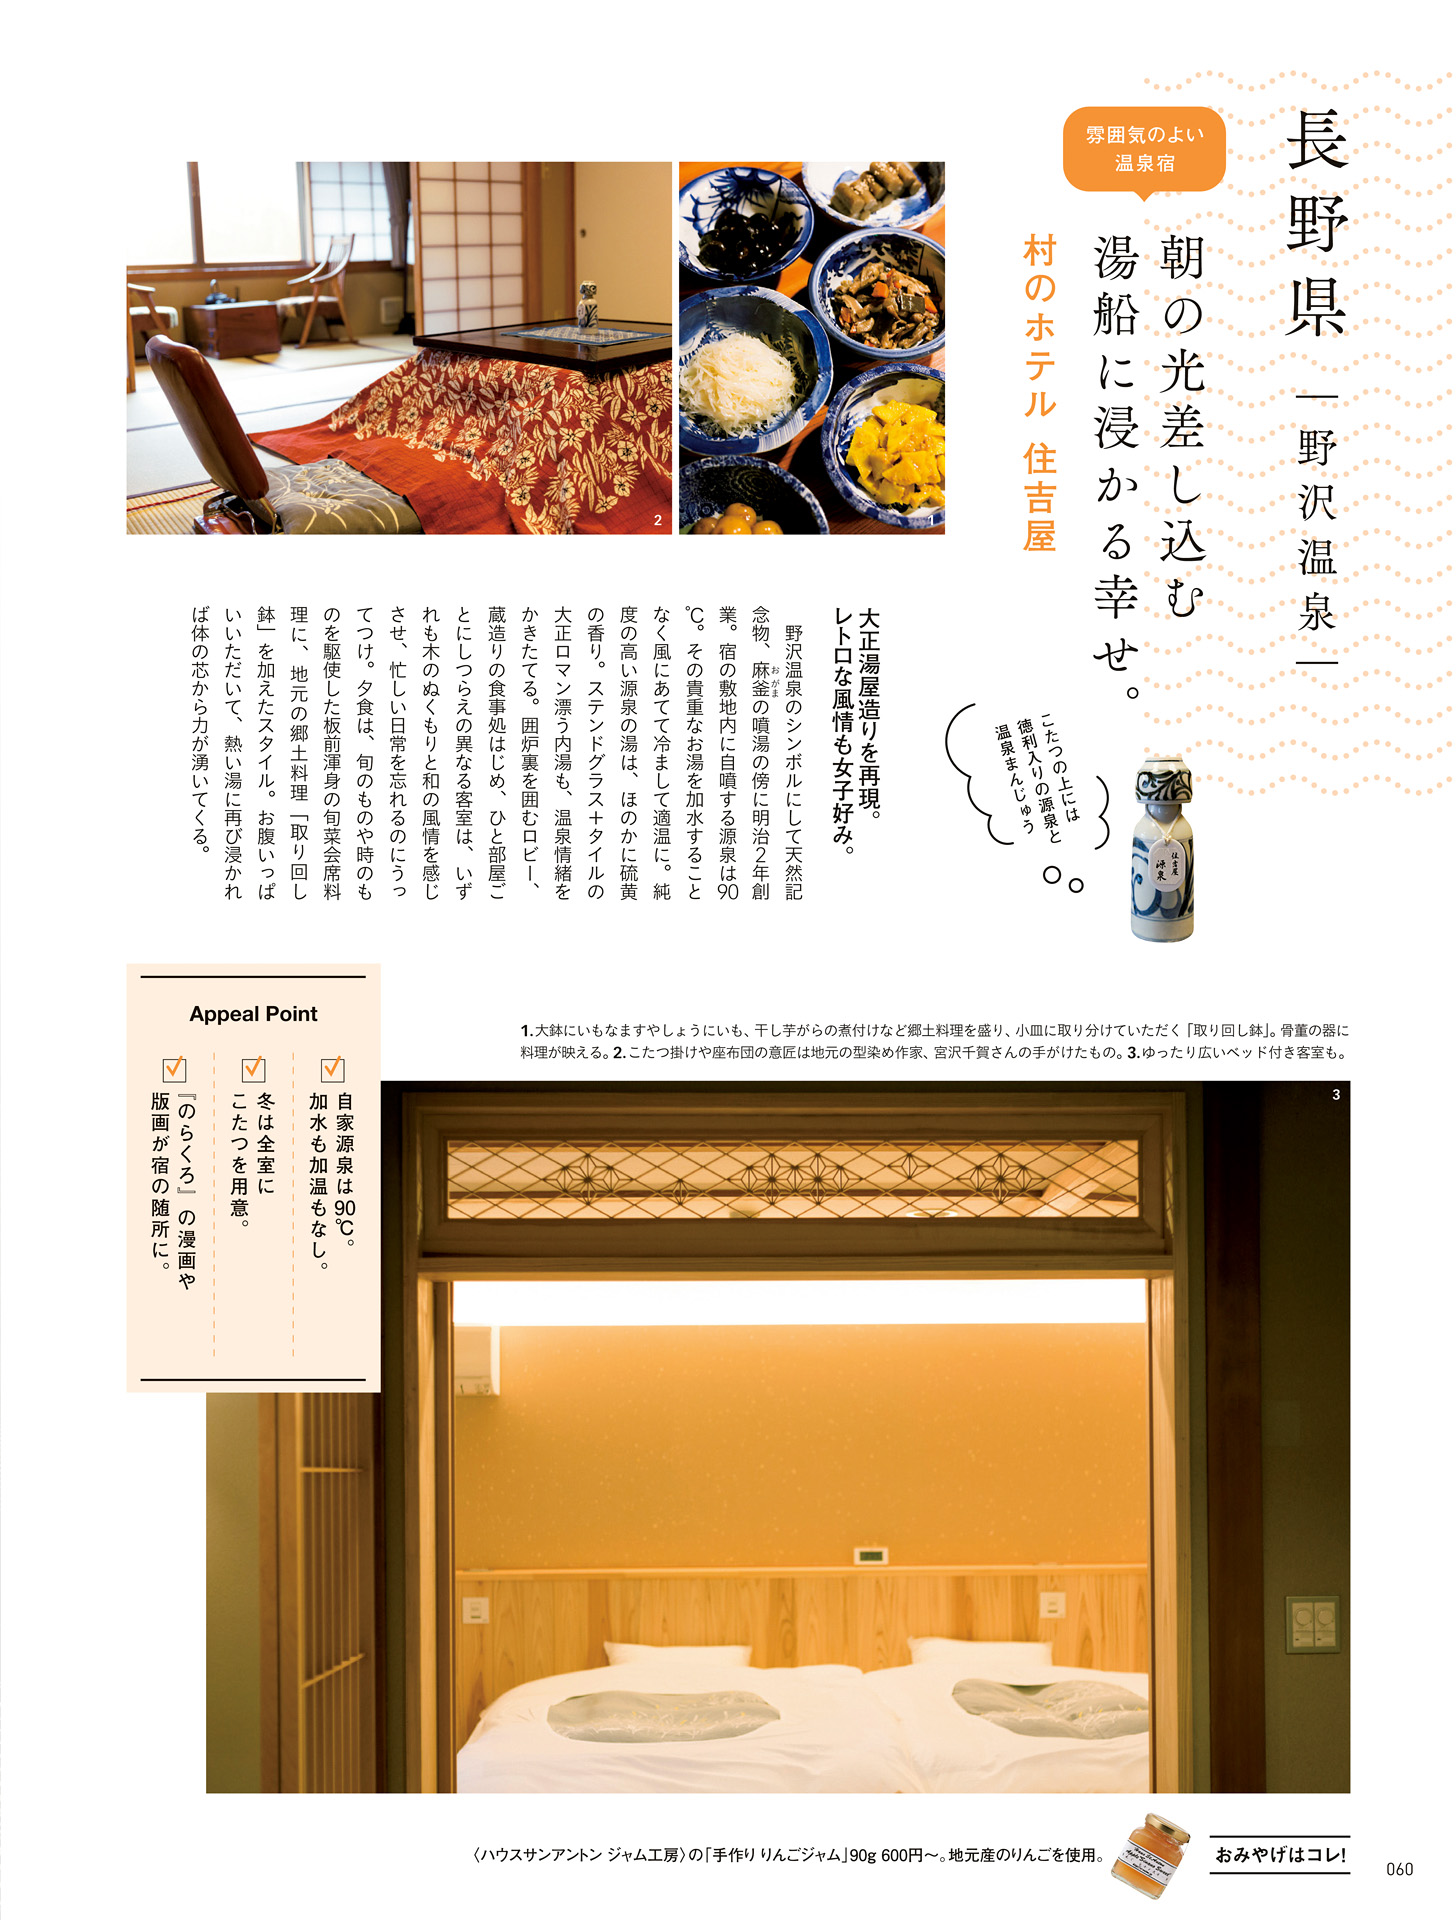 長野県
野沢温泉
雰囲気のよい
温泉宿
朝の光差し込む
湯船に浸かる幸せ。
村のホテル 住吉屋
1
2
こたつの上には
徳利入りの源泉と
温泉まんじゅう
住吉屋
源泉
大正湯屋造りを再現。
レトロな風情も女子好み。
野沢温泉のシンボルにして天然記
念物、麻釜の噴湯の傍に明治2年創
おがま
業。宿の敷地内に自噴する源泉は90
℃。その貴重なお湯を加水すること
なく風にあてて冷まして適温に。純
度の高い源泉の湯は、ほのかに硫黄
の香り。ステンドグラス＋タイルの
大正ロマン漂う内湯も、温泉情緒を
かきたてる。囲炉裏を囲むロビー、
蔵造りの食事処はじめ、ひと部屋ご
とにしつらえの異なる客室は、いず
れも木のぬくもりと和の風情を感じ
させ、忙しい日常を忘れるのにうっ
てつけ。夕食は、旬のものや時のも
のを駆使した板前渾身の旬菜会席料
理に、地元の郷土料理「取り回し
鉢」を加えたスタイル。お腹いっぱ
いいただいて、熱い湯に再び浸かれ
ば体の芯から力が湧いてくる。
1.大鉢にいもなますやしょうにいも、干し芋がらの煮付けなど郷土料理を盛り、小皿に取り分けていただく「取り回し鉢」。骨董の器に
料理が映える。2.こたつ掛けや座布団の意匠は地元の型染め作家、宮沢千賀さんの手がけたもの。3.ゆったり広いベッド付き客室も。
Appeal Point
自家源泉は90℃。
加水も加温もなし。
冬は全室に
こたつを用意。
『のらくろ』の漫画や
版画が宿の随所に。
3
おみやげはコレ!
〈ハウスサンアントン ジャム工房〉の「手作り りんごジャム」90g 600円〜。地元産のりんごを使用。
060